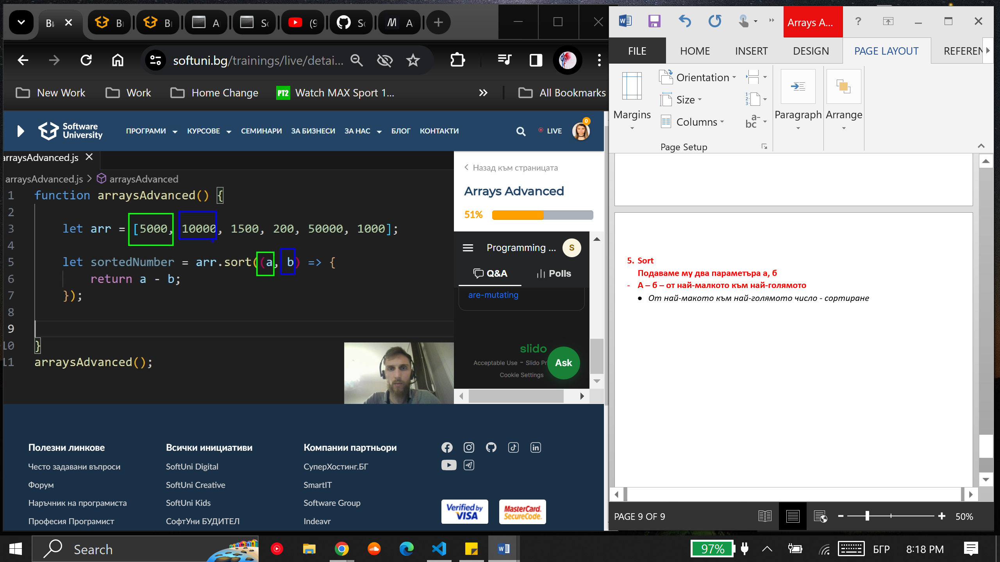 Ви
Ви
Ви
A
Sc
(9
Sc
A
softuni.bg/trainings/live/detai...
New Work
Work
Home Change
PT2
Watch MAX Sport 1...
All Bookmarks
Software
University
ПРОГРАМИ
КУРСОВЕ
СЕМИНАРИ
ЗА БИЗНЕСИ
ЗА НАС
БЛОГ
КОНТАКТИ
LIVE
0
arraysAdvanced.js
arraysAdvanced.js > arraysAdvanced
1 function arraysAdvanced() {
2
3 let arr = [5000, 10000, 1500, 200, 50000, 1000];
4
5 let sortedNumber = arr.sort((a, b) => {
6 return a - b;
7 });
8
9
10 }
11 arraysAdvanced();
Назад към страницата
Arrays Advanced
51%
Programming ...
S
Q&A
Polls
are-mutating
slido
Acceptable Use - Slido Pr
Cookie Settings
Ask
Полезни линкове
Често задавани въпроси
Форум
Наръчник на програмиста
Професия Програмист
Всички инициативи
SoftUni Digital
SoftUni Creative
SoftUni Kids
СофтУни БУДИТЕЛ
Компании партньори
СуперХостинг.БГ
SmartIT
Software Group
Indeavr
Verified by
VISA
MasterCard.
SecureCode.
Arrays A...
?
FILE
HOME
INSERT
DESIGN
PAGE LAYOUT
REFEREN
Margins
Orientation
Size
Columns
Page Setup
Paragraph
Arrange
5. Sort
Подаваме му два параметъра а, б
- А – б – от най-малкото към най-голямото
● От най-макото към най-голямото число - сортиране
PAGE 9 OF 9
50%
Search
97%
БГР
8:18 PM